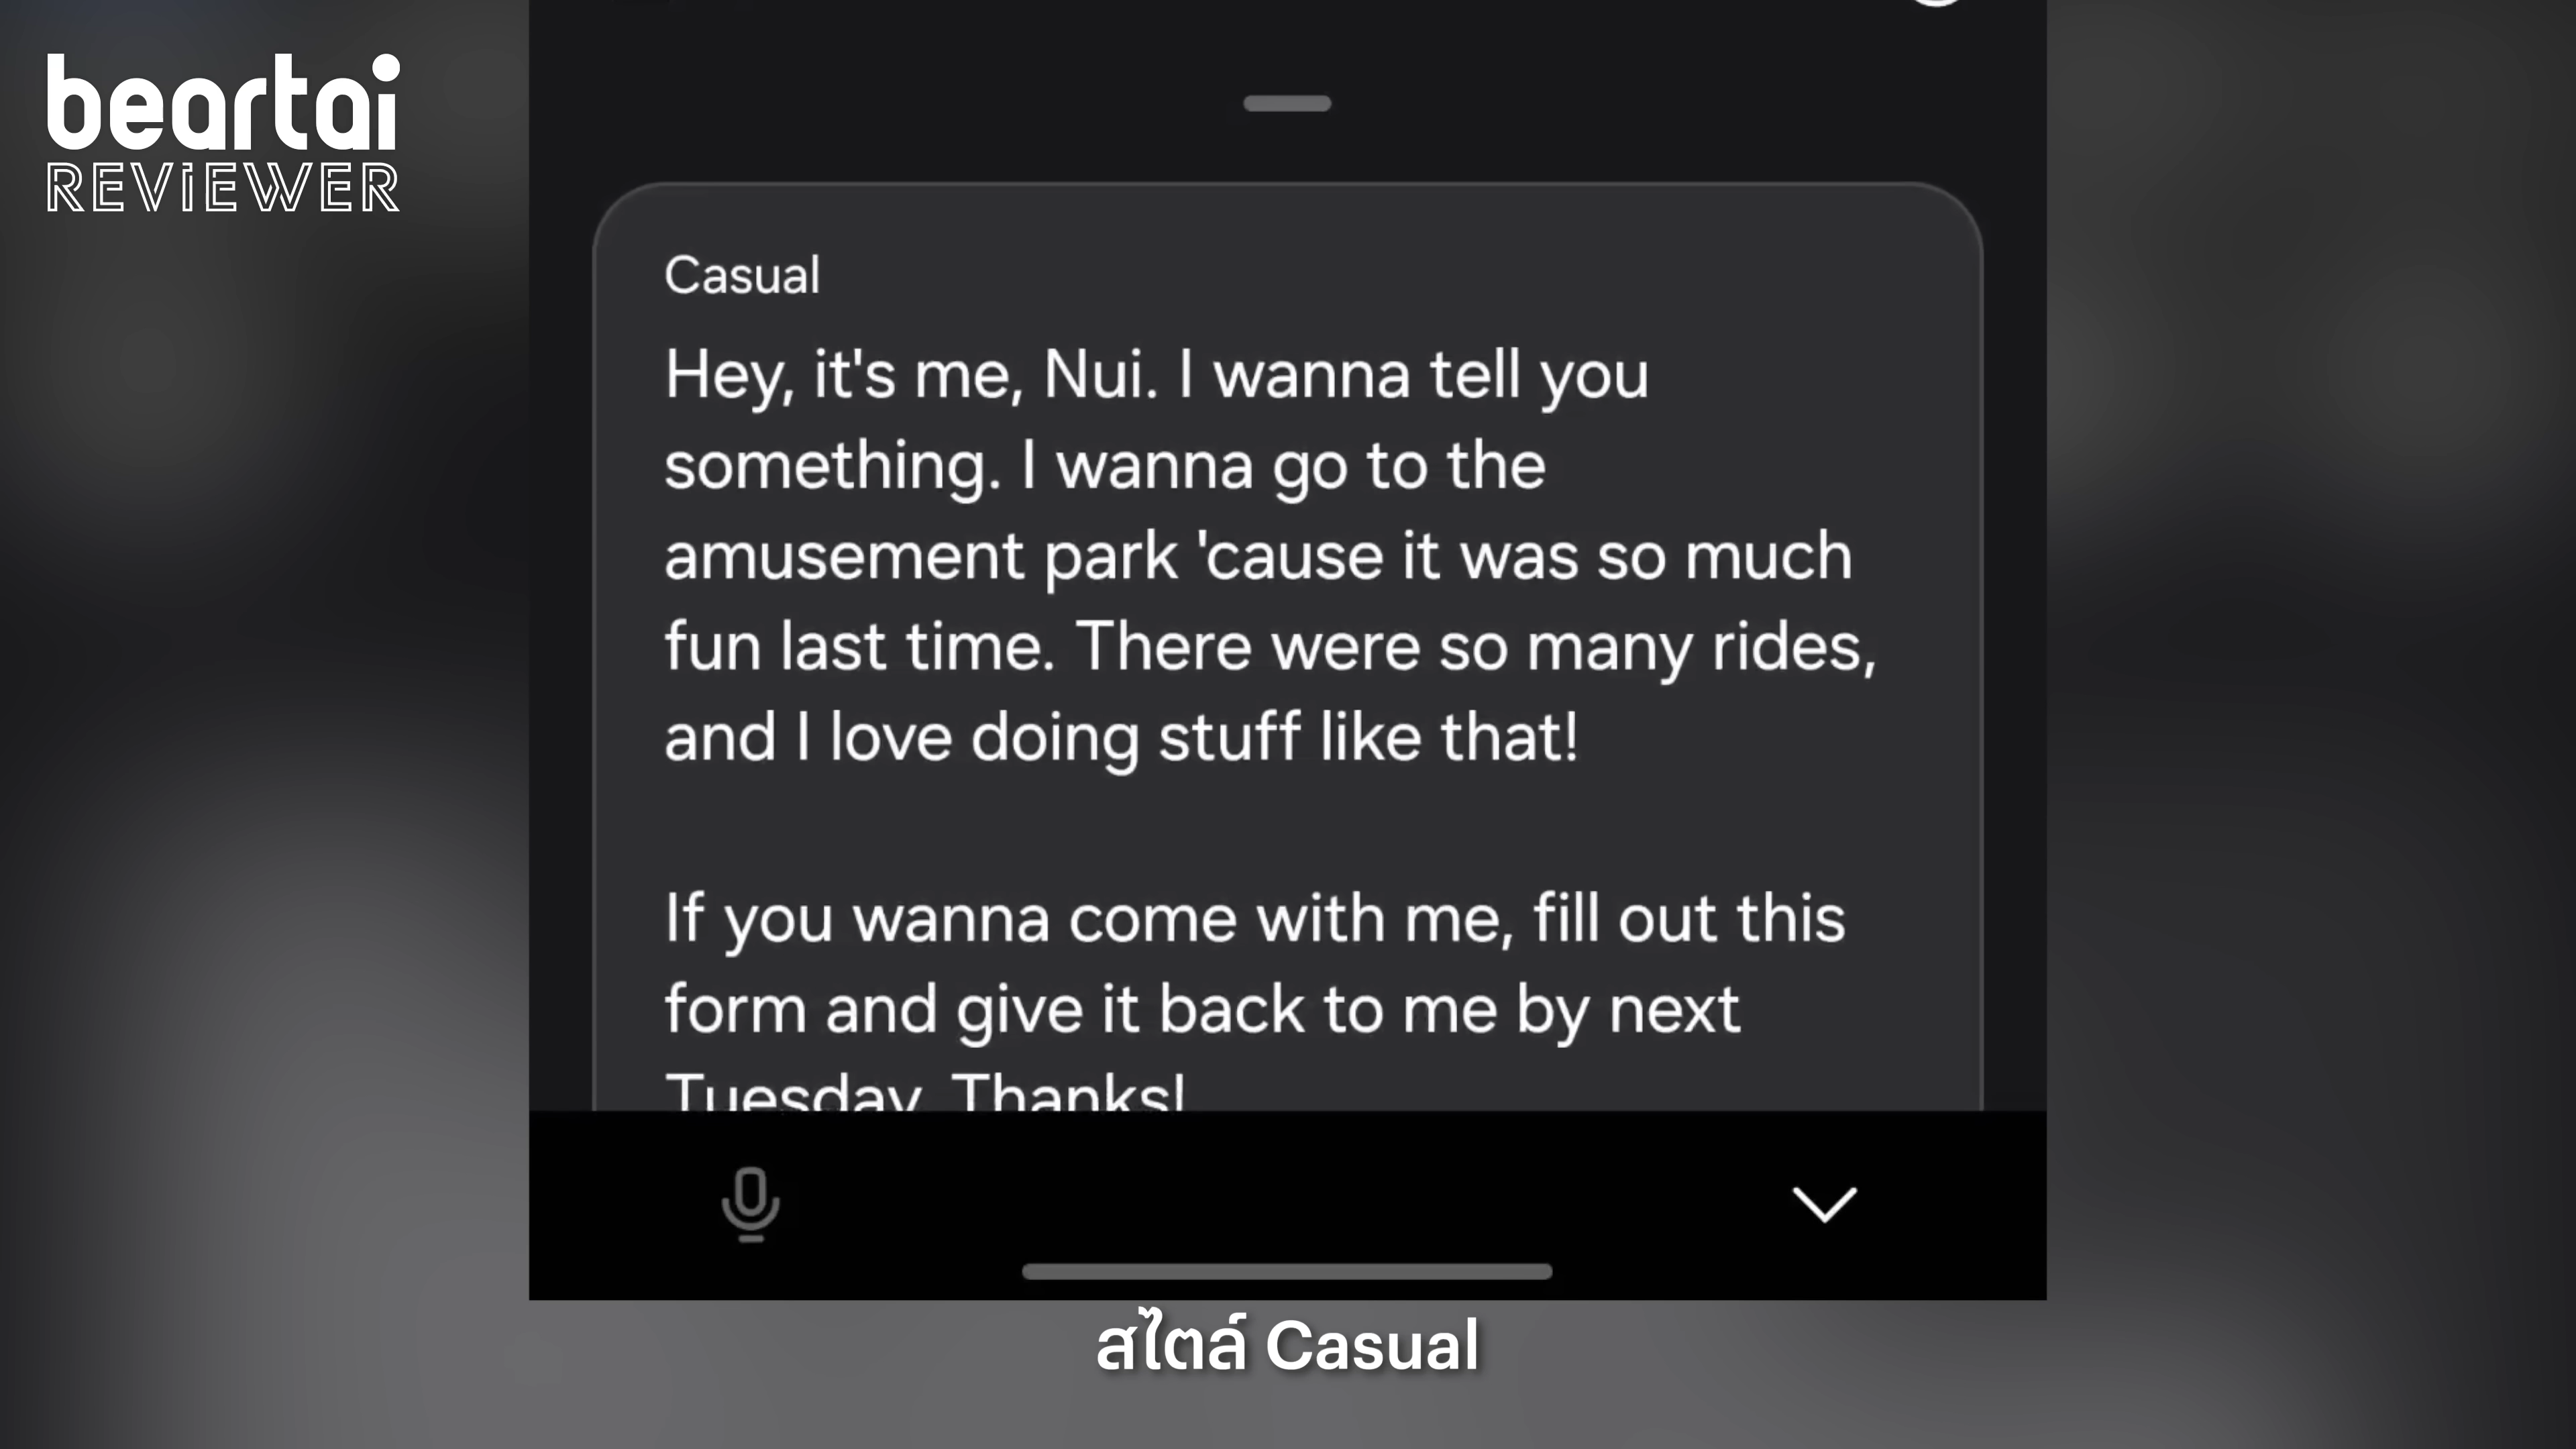 beartai
REVIEWER
Casual
Hey, it's me, Nui. I wanna tell you
something. I wanna go to the
amusement park 'cause it was so much
fun last time. There were so many rides,
and I love doing stuff like that!
If you wanna come with me, fill out this
form and give it back to me by next
Tuesday. Thanks!
สไตล์ Casual